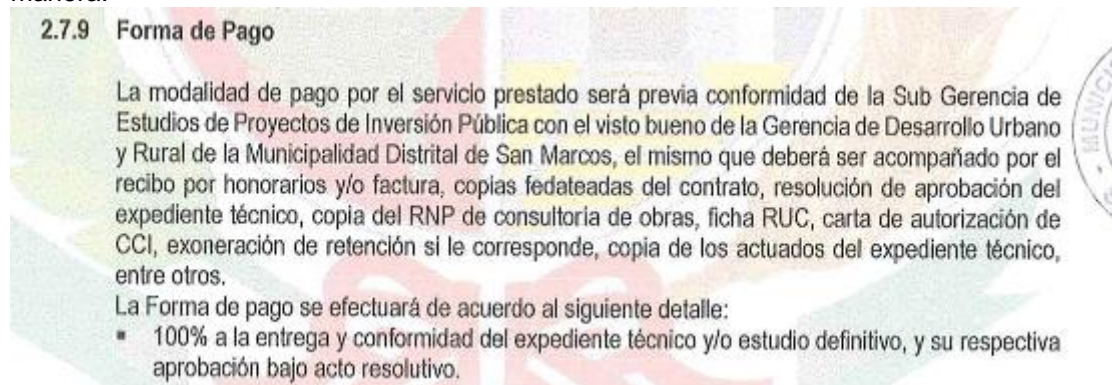 2.7.9 Forma de Pago
La modalidad de pago por el servicio prestado será previa conformidad de la Sub Gerencia de
Estudios de Proyectos de Inversión Pública con el visto bueno de la Gerencia de Desarrollo Urbano
y Rural de la Municipalidad Distrital de San Marcos, el mismo que deberá ser acompañado por el
recibo por honorarios y/o factura, copias fedateadas del contrato, resolución de aprobación del
expediente técnico, copia del RNP de consultoria de obras, ficha RUC, carta de autorización de
CCI, exoneración de retención si le corresponde, copia de los actuados del expediente técnico,
entre otros.
La Forma de pago se efectuará de acuerdo al siguiente detalle:
▪ 100% a la entrega y conformidad del expediente técnico y/o estudio definitivo, y su respectiva
aprobación bajo acto resolutivo.